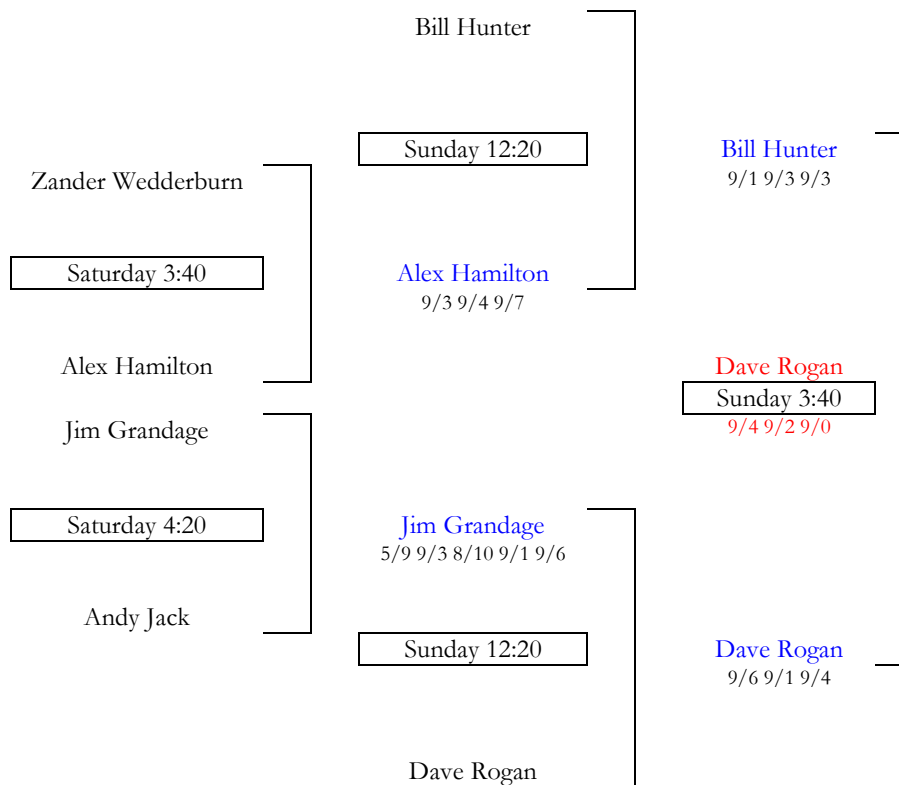 Bill Hunter
Sunday 12:20
Bill Hunter
9/1 9/3 9/3
Zander Wedderburn
Saturday 3:40
Alex Hamilton
9/3 9/4 9/7
Alex Hamilton
Dave Rogan
Sunday 3:40
9/4 9/2 9/0
Jim Grandage
Saturday 4:20
Jim Grandage
5/9 9/3 8/10 9/1 9/6
Andy Jack
Sunday 12:20
Dave Rogan
9/6 9/1 9/4
Dave Rogan